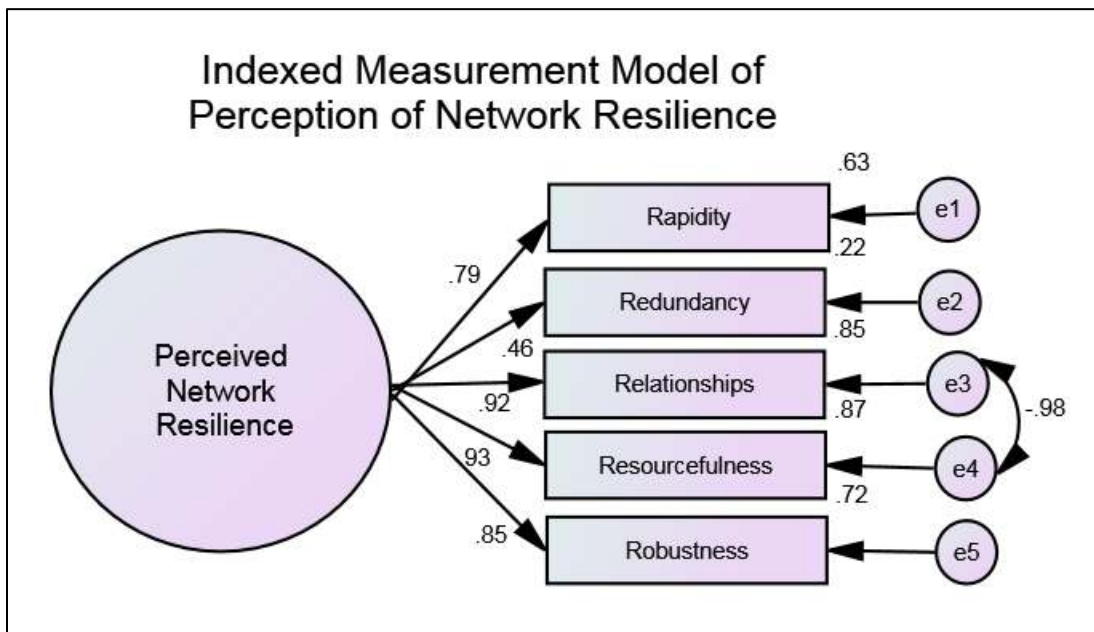 Indexed Measurement Model of
Perception of Network Resilience
.63
Rapidity
e1
.22
.79
Redundancy
e2
.85
.46
Perceived
Network
Resilience
Relationships
e3
.92
.87
-.98
.93
Resourcefulness
e4
.72
.85
Robustness
e5